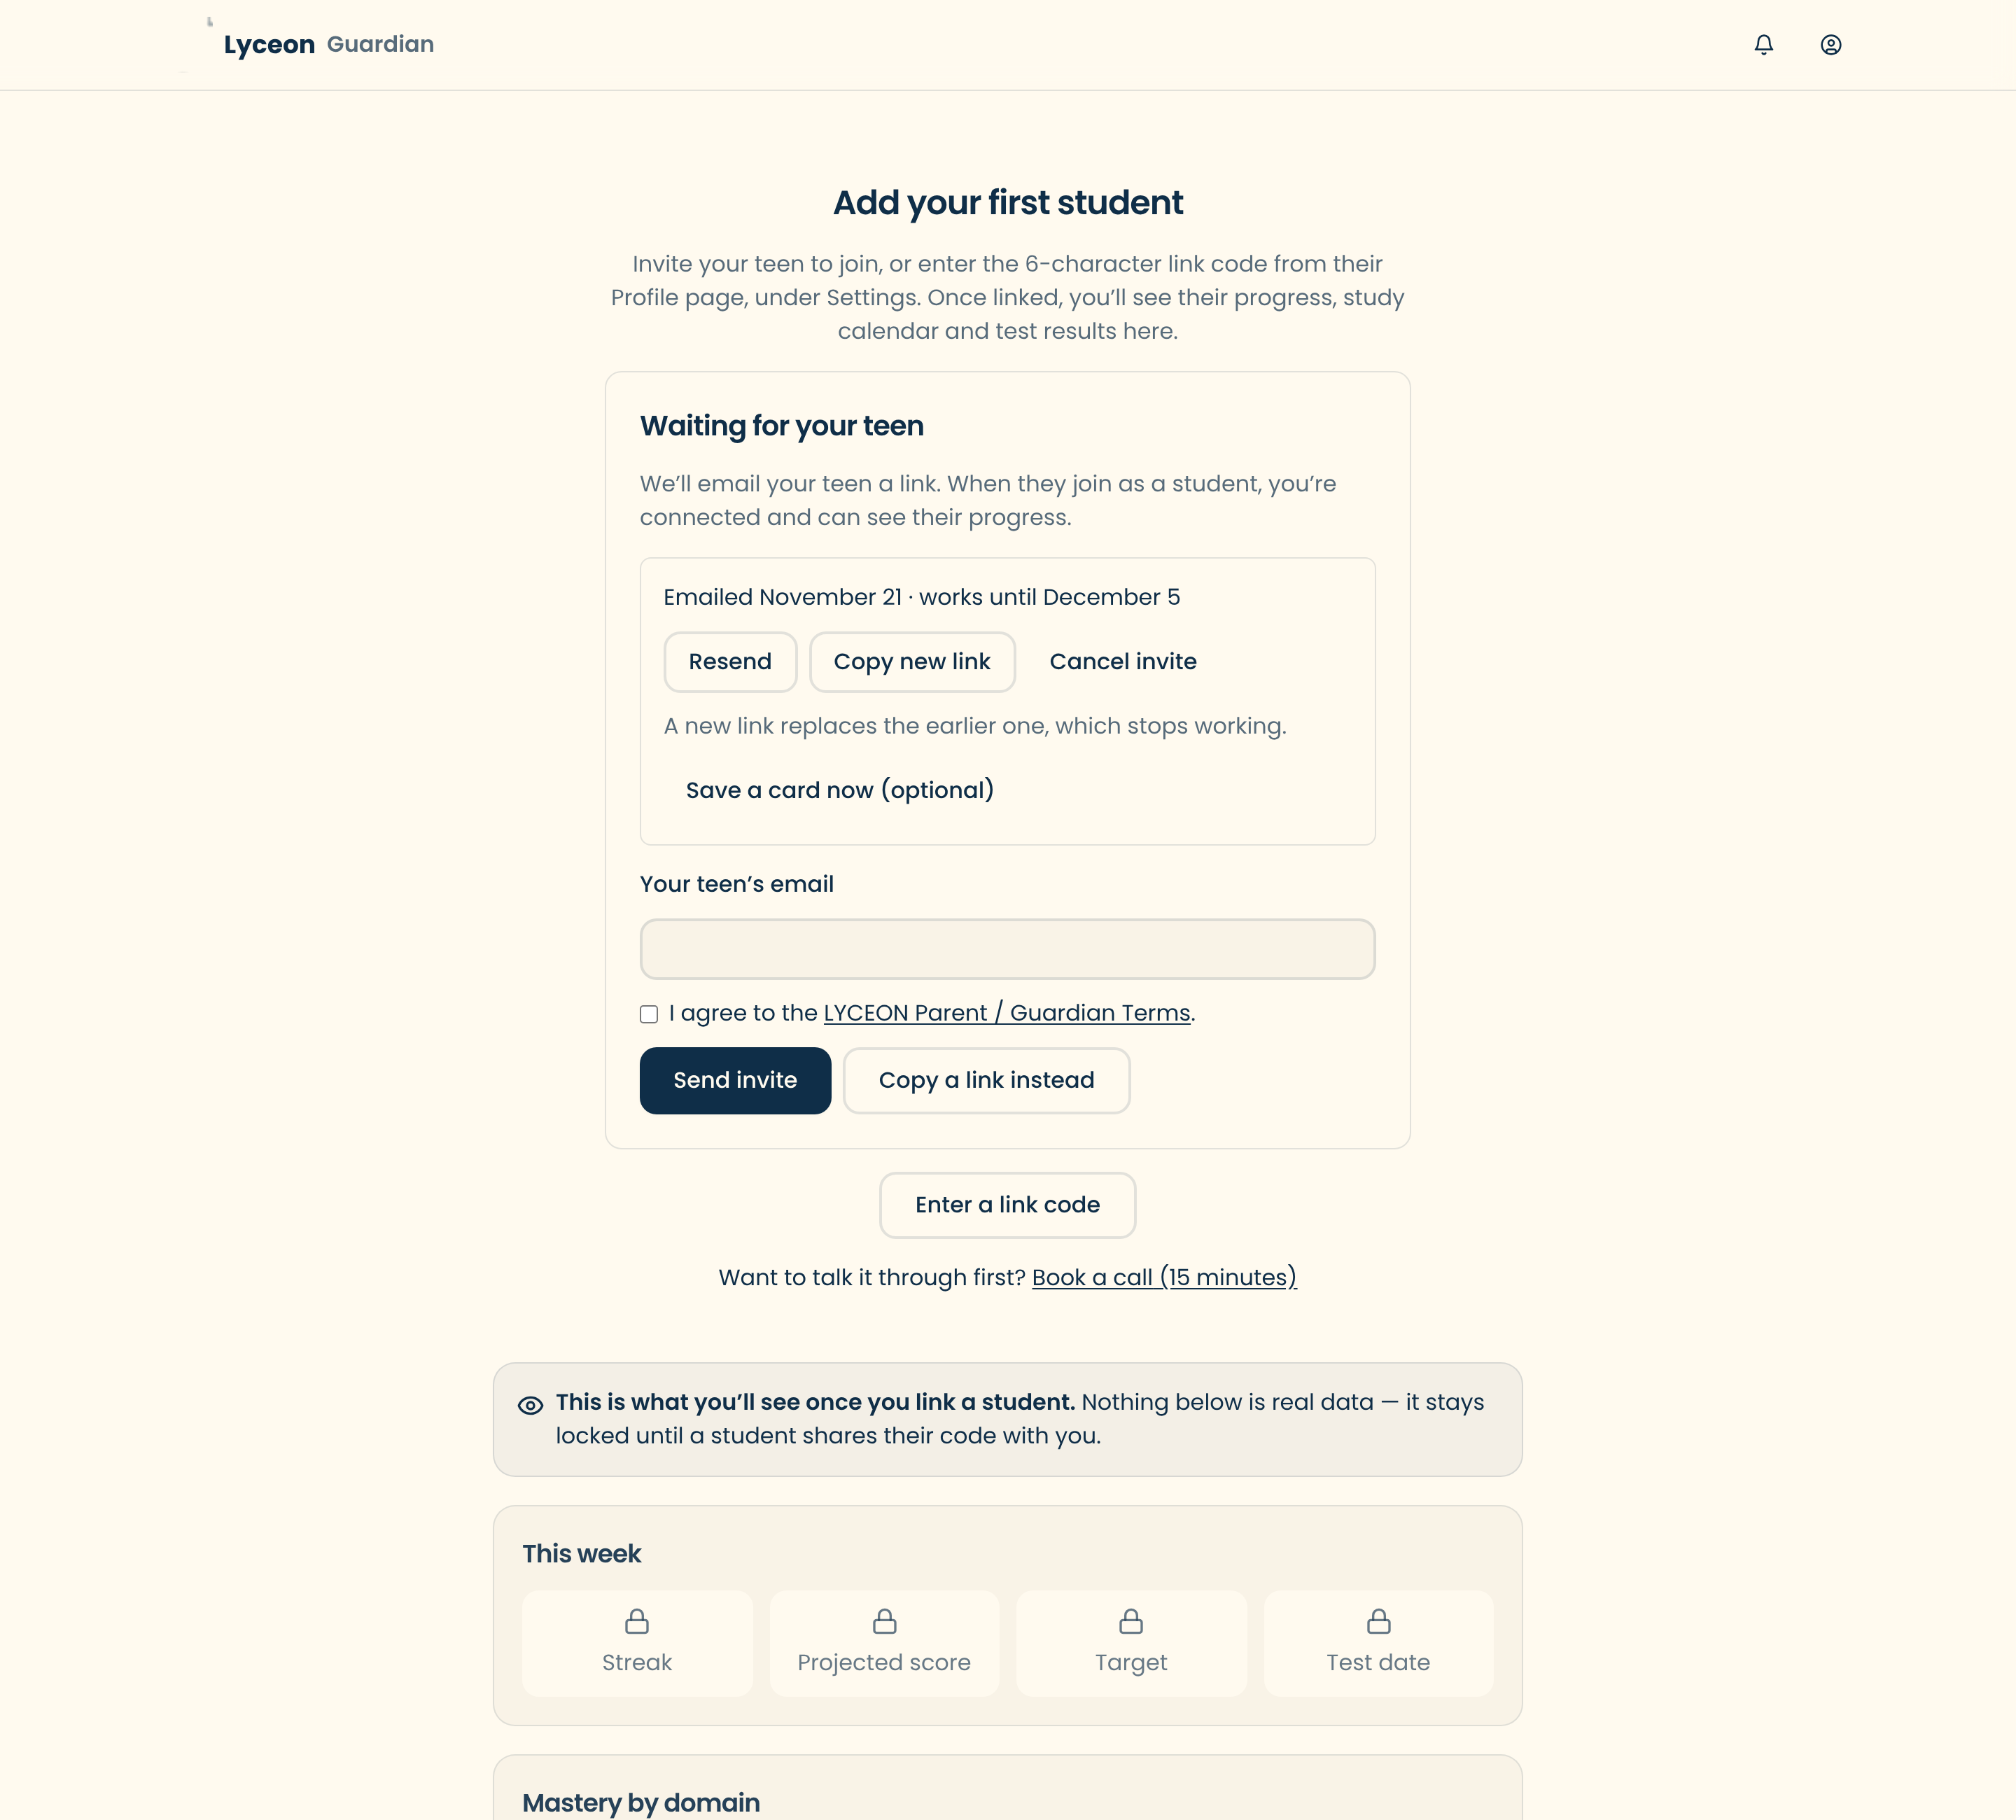 Lyceon Guardian
Add your first student
Invite your teen to join, or enter the 6-character link code from their
Profile page, under Settings. Once linked, you’ll see their progress, study
calendar and test results here.
Waiting for your teen
We’ll email your teen a link. When they join as a student, you’re
connected and can see their progress.
Emailed November 21 · works until December 5
Resend Copy new link Cancel invite
A new link replaces the earlier one, which stops working.
Save a card now (optional)
Your teen’s email
I agree to the LYCEON Parent / Guardian Terms.
Send invite Copy a link instead
Enter a link code
Want to talk it through first? Book a call (15 minutes)
This is what you’ll see once you link a student. Nothing below is real data — it stays
locked until a student shares their code with you.
This week
Streak Projected score Target Test date
Mastery by domain